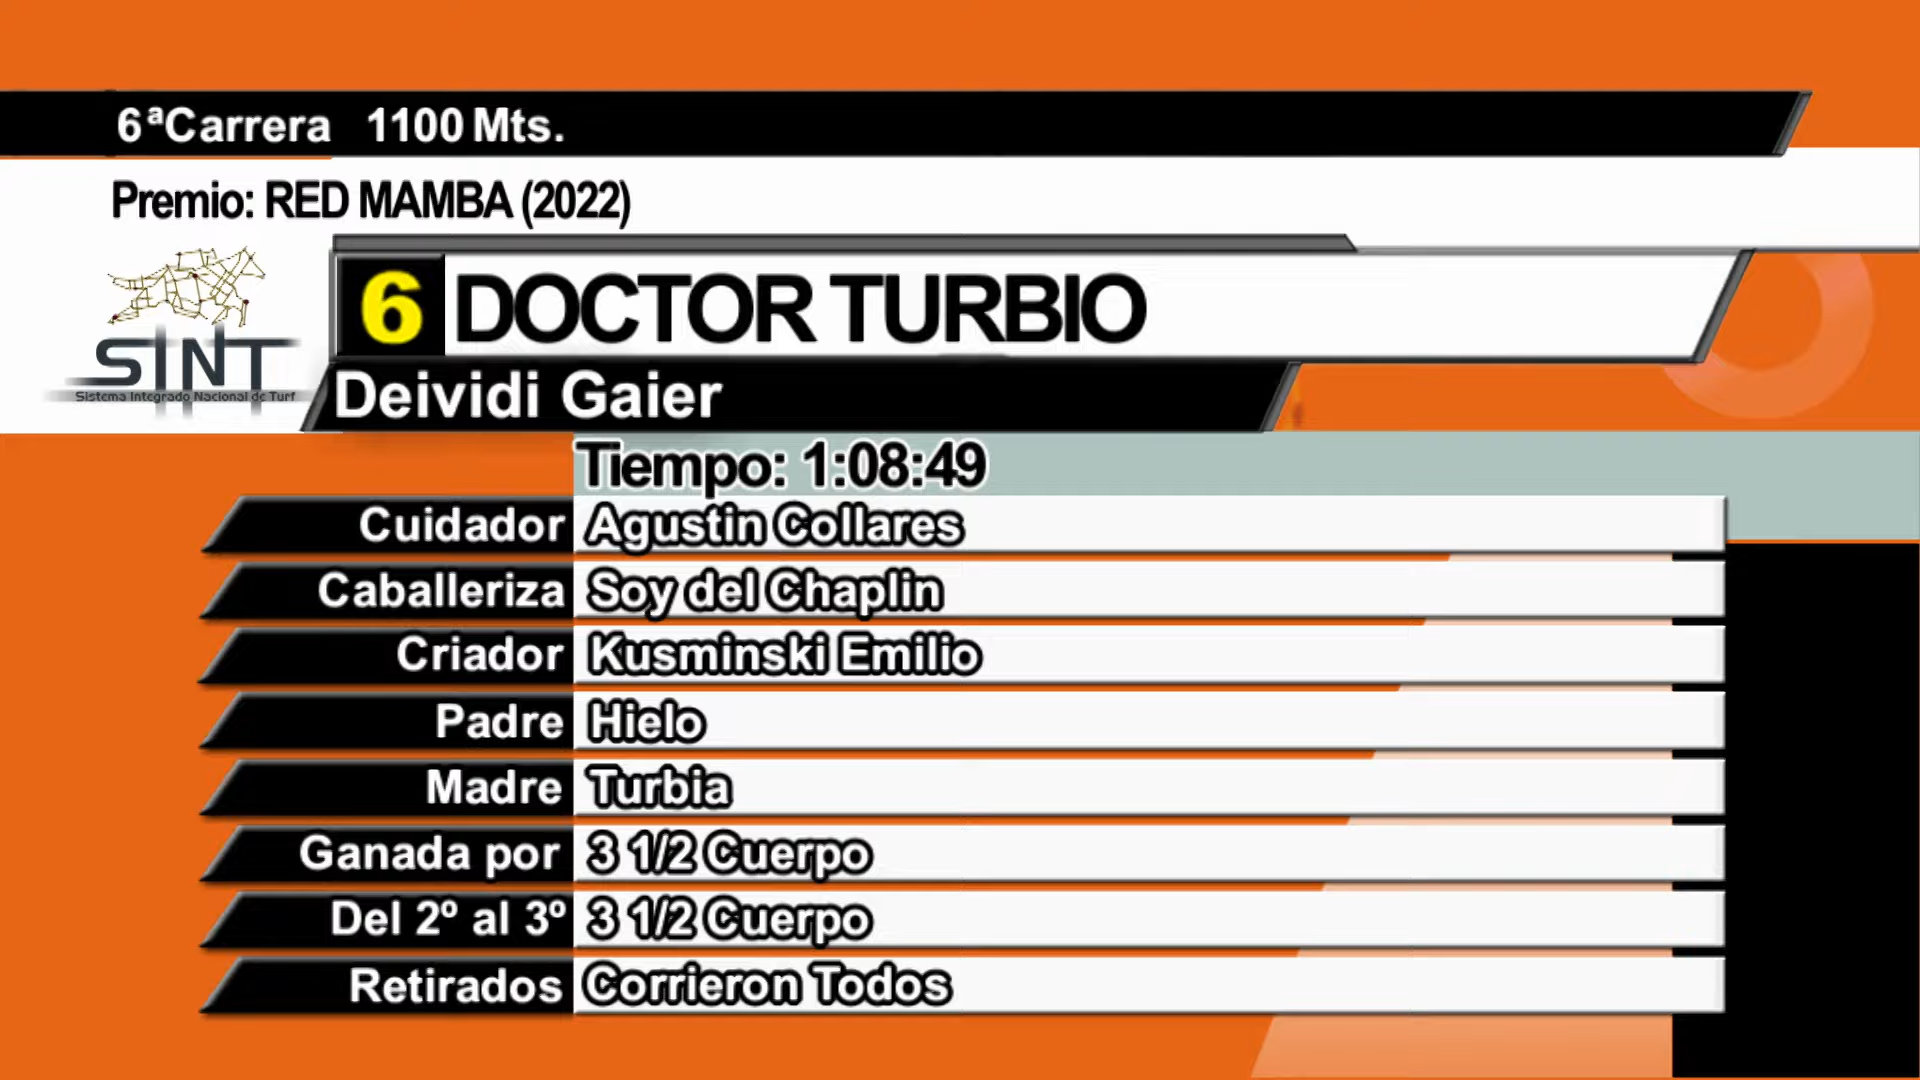 6ªCarrera 1100 Mts.
Premio: RED MAMBA (2022)
6 DOCTOR TURBIO
SINT
Sistema Integrado Nacional de Turf
Deividi Gaier
Tiempo: 1:08:49
Cuidador Agustin Collares
Caballeriza Soy del Chaplin
Criador Kusminski Emilio
Padre Hielo
Madre Turbia
Ganada por 3 1/2 Cuerpo
Del 2º al 3º 3 1/2 Cuerpo
Retirados Corrieron Todos